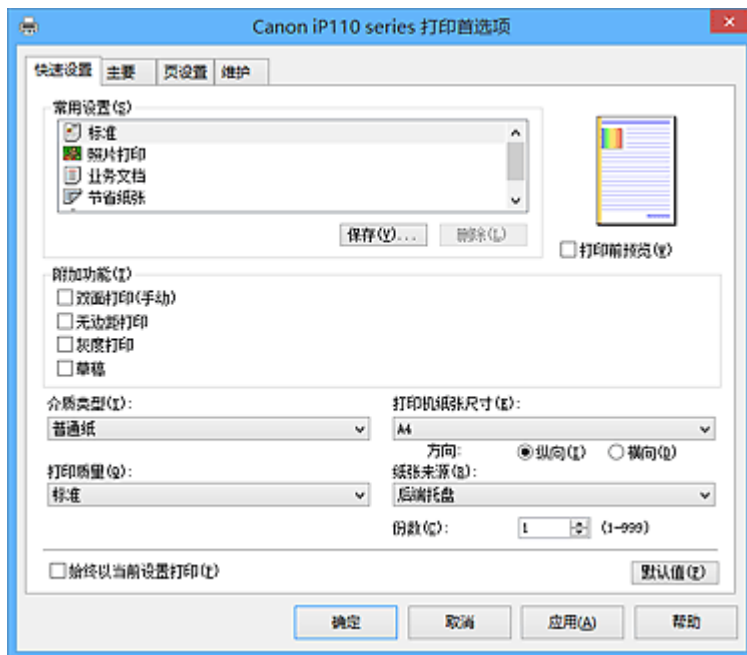 Canon iP110 series 打印首选项
快速设置 主要 页设置 维护
常用设置(S)
标准
照片打印
业务文档
节省纸张
保存(V)... 删除(L)
打印前预览(W)
附加功能(I)
双面打印(手动)
无边距打印
灰度打印
草稿
介质类型(I): 打印机纸张尺寸(E):
普通纸 A4
方向: 纵向(I) 横向(D)
打印质量(Q): 纸张来源(B):
标准 后端托盘
份数(C): 1 (1-999)
始终以当前设置打印(t) 默认值(F)
确定 取消 应用(A) 帮助